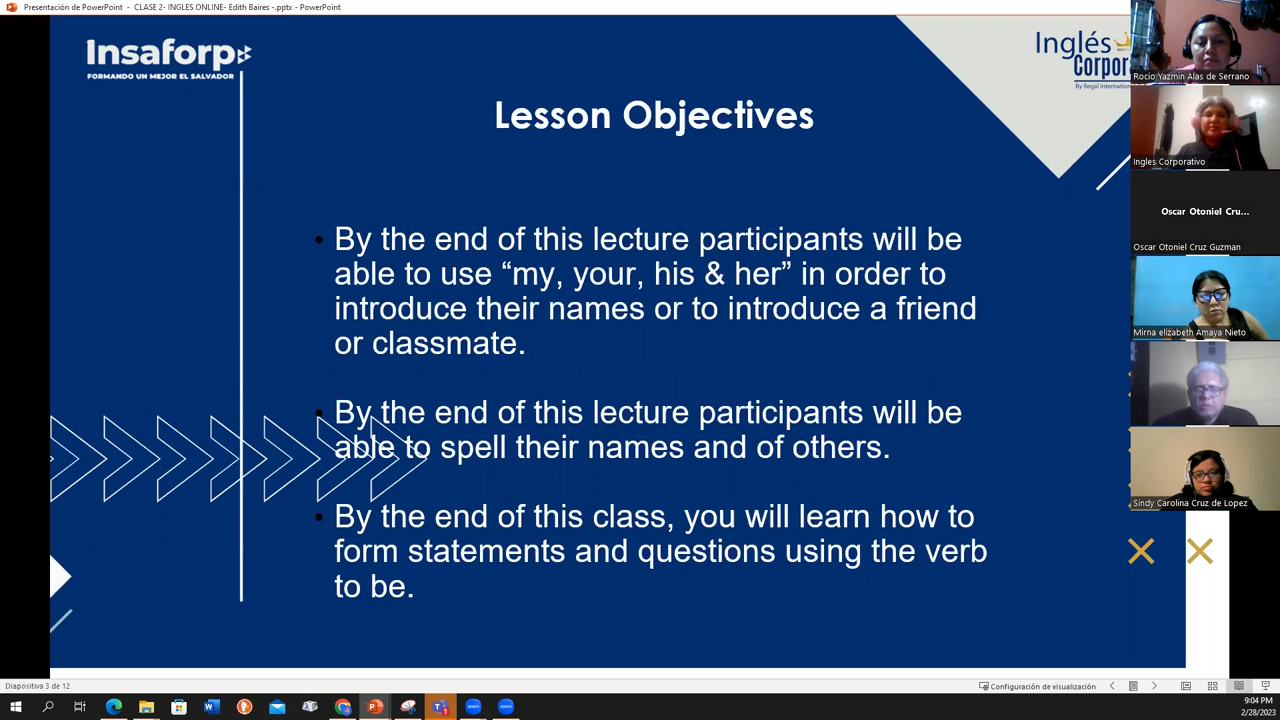 Presentación de PowerPoint - CLASE 2- INGLES ONLINE- Edith Baires -.pptx - PowerPoint
Insaforp
FORMANDO UN MEJOR EL SALVADOR
Inglés
Corpor
By Regal Internation
Lesson Objectives
• By the end of this lecture participants will be
able to use “my, your, his & her” in order to
introduce their names or to introduce a friend
or classmate.
• By the end of this lecture participants will be
able to spell their names and of others.
• By the end of this class, you will learn how to
form statements and questions using the verb
to be.
Rocio Yazmin Alas de Serrano
Ingles Corporativo
Oscar Otoniel Cru...
Oscar Otoniel Cruz Guzman
Mirna elizabeth Amaya Nieto
Sindy Carolina Cruz de Lopez
Diapositiva 3 de 12
Configuración de visualización
9:04 PM
2/28/2023